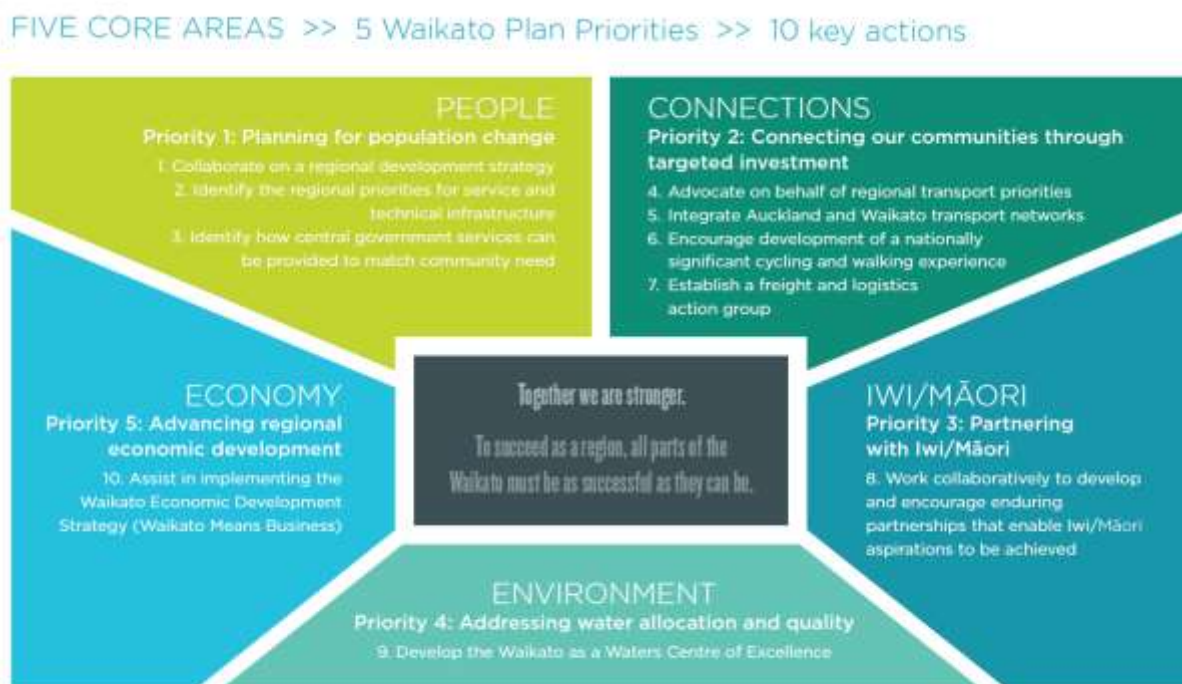 FIVE CORE AREAS >> 5 Waikato Plan Priorities >> 10 key actions
PEOPLE
Priority 1: Planning for population change
1. Collaborate on a regional development strategy
2. Identify the regional priorities for service and
technical infrastructure
3. Identify how central government services can
be provided to match community need
CONNECTIONS
Priority 2: Connecting our communities through
targeted investment
4. Advocate on behalf of regional transport priorities
5. Integrate Auckland and Waikato transport networks
6. Encourage development of a nationally
significant cycling and walking experience
7. Establish a freight and logistics
action group
ECONOMY
Priority 5: Advancing regional
economic development
10. Assist in implementing the
Waikato Economic Development
Strategy (Waikato Means Business)
Together we are stronger.
To succeed as a region, all parts of the
Waikato must be as successful as they can be.
IWI/MĀORI
Priority 3: Partnering
with Iwi/Māori
8. Work collaboratively to develop
and encourage enduring
partnerships that enable Iwi/Māori
aspirations to be achieved
ENVIRONMENT
Priority 4: Addressing water allocation and quality
9. Develop the Waikato as a Waters Centre of Excellence